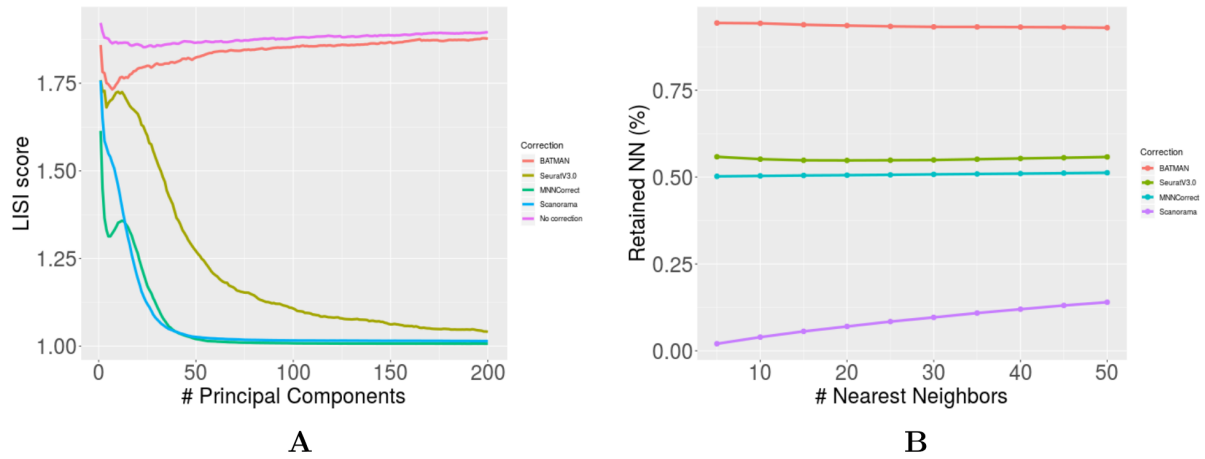 LISI score
1.75
1.50
1.25
1.00
0 50 100 150 200
# Principal Components
Correction
BATMAN
SeuratV3.0
MNNCorrect
Scanorama
No correction
A
Retained NN (%)
0.75
0.50
0.25
0.00
10 20 30 40 50
# Nearest Neighbors
Correction
BATMAN
SeuratV3.0
MNNCorrect
Scanorama
B